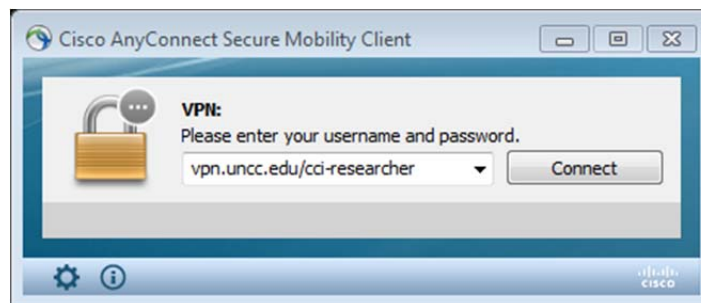 Cisco AnyConnect Secure Mobility Client
VPN:
Please enter your username and password.
vpn.uncc.edu/cci-researcher
Connect
CISCO